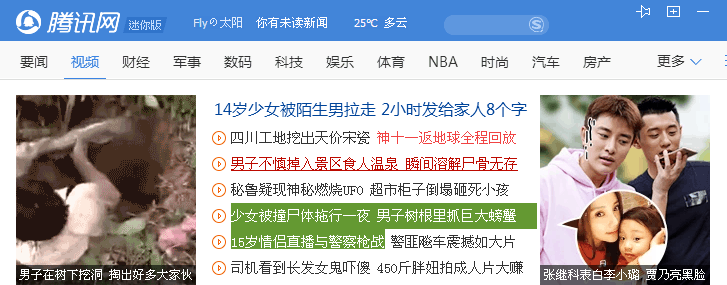 腾讯网 迷你版 Flyの太阳 你有未读新闻 25℃ 多云
要闻 视频 财经 军事 数码 科技 娱乐 体育 NBA 时尚 汽车 房产 更多
14岁少女被陌生男拉走 2小时发给家人8个字
四川工地挖出天价宋瓷 神十一返地球全程回放
男子不慎掉入景区食人温泉 瞬间溶解尸骨无存
秘鲁疑现神秘燃烧UFO 超市柜子倒塌砸死小孩
少女被撞尸体拖行一夜 男子树根里抓巨大螃蟹
15岁情侣直播与警察枪战 警匪飚车震撼如大片
司机看到长发女鬼吓傻 450斤胖妞拍成人片大赚
男子在树下挖洞 掏出好多大家伙
张继科表白李小璐 贾乃亮黑脸